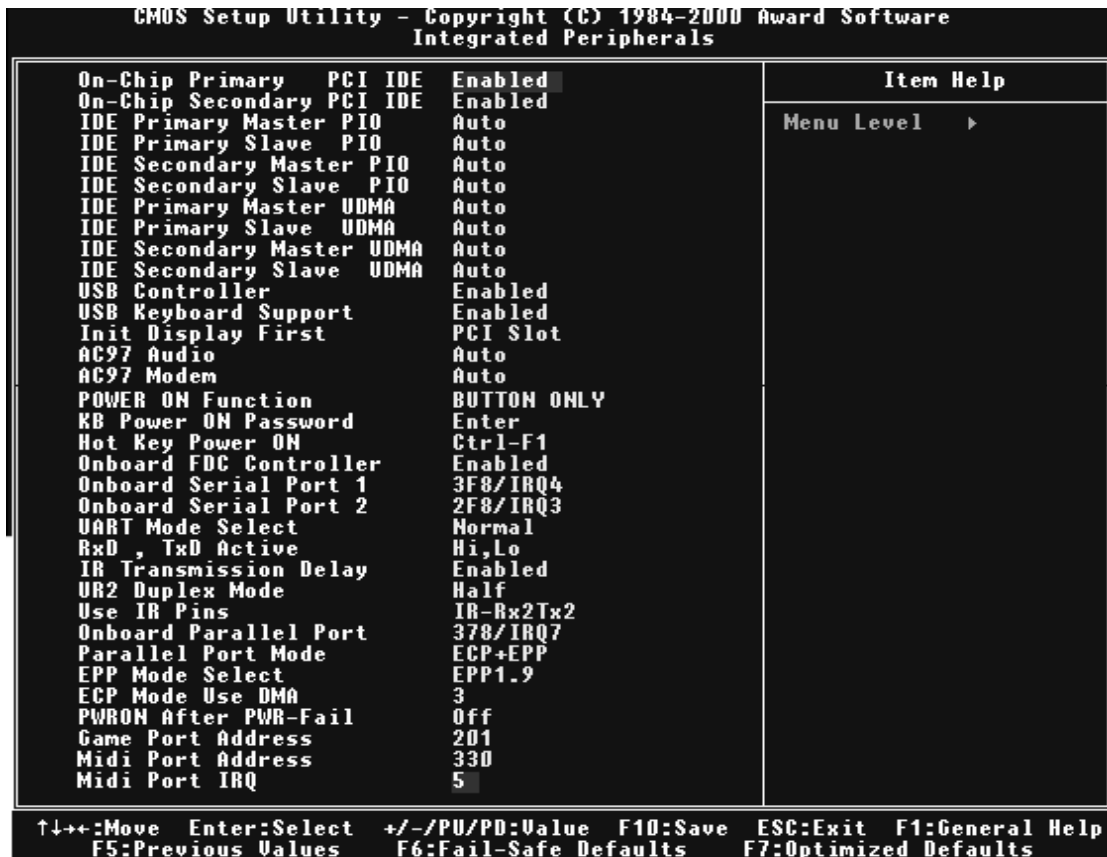 CMOS Setup Utility - Copyright (C) 1984-2000 Award Software
Integrated Peripherals
On-Chip Primary PCI IDE Enabled
On-Chip Secondary PCI IDE Enabled
IDE Primary Master PIO Auto
IDE Primary Slave PIO Auto
IDE Secondary Master PIO Auto
IDE Secondary Slave PIO Auto
IDE Primary Master UDMA Auto
IDE Primary Slave UDMA Auto
IDE Secondary Master UDMA Auto
IDE Secondary Slave UDMA Auto
USB Controller Enabled
USB Keyboard Support Enabled
Init Display First PCI Slot
AC97 Audio Auto
AC97 Modem Auto
POWER ON Function BUTTON ONLY
KB Power ON Password Enter
Hot Key Power ON Ctrl-F1
Onboard FDC Controller Enabled
Onboard Serial Port 1 3F8/IRQ4
Onboard Serial Port 2 2F8/IRQ3
UART Mode Select Normal
RxD , TxD Active Hi,Lo
IR Transmission Delay Enabled
UR2 Duplex Mode Half
Use IR Pins IR-Rx2Tx2
Onboard Parallel Port 378/IRQ7
Parallel Port Mode ECP+EPP
EPP Mode Select EPP1.9
ECP Mode Use DMA 3
PWRON After PWR-Fail Off
Game Port Address 201
Midi Port Address 330
Midi Port IRQ 5
Item Help
Menu Level ▸
↑↓→←:Move Enter:Select +/-/PU/PD:Value F10:Save ESC:Exit F1:General Help
F5:Previous Values F6:Fail-Safe Defaults F7:Optimized Defaults